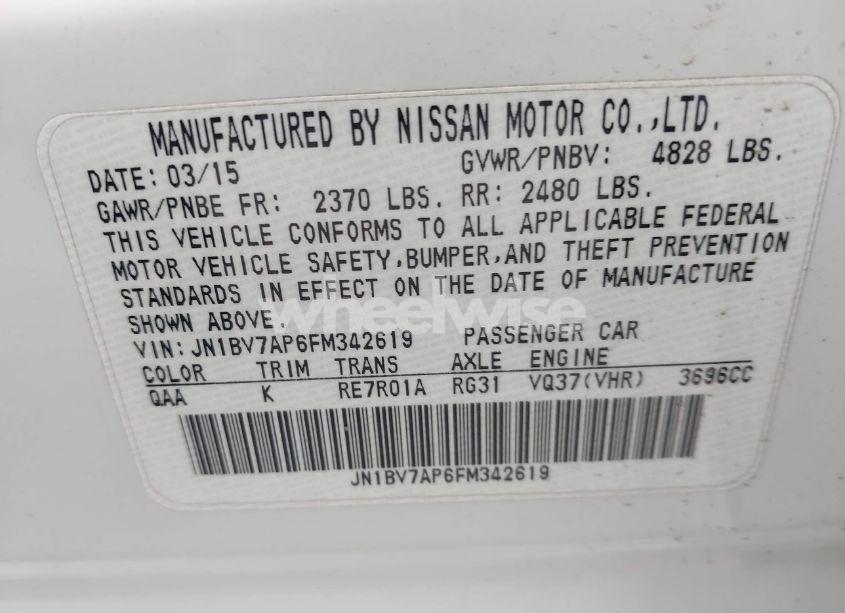 MANUFACTURED BY NISSAN MOTOR CO.,LTD.
DATE: 03/15 GVWR/PNBV: 4828 LBS.
GAWR/PNBE FR: 2370 LBS. RR: 2480 LBS.
THIS VEHICLE CONFORMS TO ALL APPLICABLE FEDERAL
MOTOR VEHICLE SAFETY,BUMPER,AND THEFT PREVENTION
STANDARDS IN EFFECT ON THE DATE OF MANUFACTURE
SHOWN ABOVE.
wheelwise
VIN: JN1BV7AP6FM342619 PASSENGER CAR
COLOR TRIM TRANS AXLE ENGINE
QAA K RE7R01A RG31 VQ37(VHR) 3696CC
JN1BV7AP6FM342619